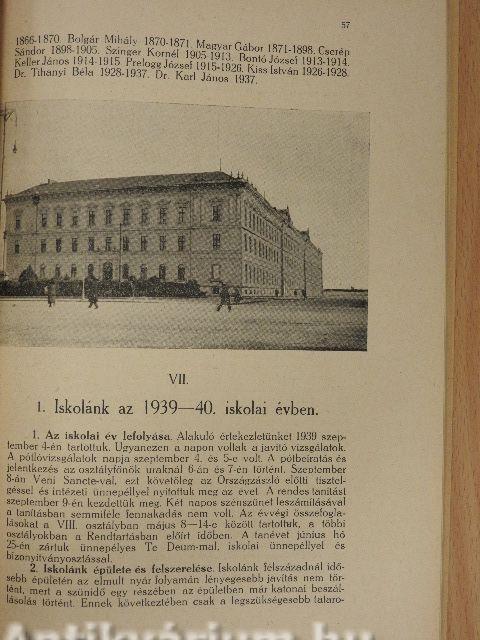 57
1866-1870. Bolgár Mihály 1870-1871. Magyar Gábor 1871-1898. Cserép
Sándor 1898-1905. Szinger Kornél 1905-1913. Bontó József 1913-1914.
Keller János 1914-1915. Prelogg József 1915-1926. Kiss István 1926-1928.
Dr. Tihanyi Béla 1928-1937. Dr. Karl János 1937.
VII.
1. Iskolánk az 1939—40. iskolai évben.
1. Az iskolai év lefolyása. Alakuló értekezletünket 1939 szep-
tember 4-én tartottuk. Ugyanezen a napon voltak a javító vizsgálatok.
A pótlóvizsgálatok napja szeptember 4. és 5-e volt. A pótbeiratás és
jelentkezés az osztályfőnök uraknál 6-án és 7-én történt. Szeptember
8-án Veni Sancte-val, ezt követőleg az Országzászló előtti tisztel-
géssel és intézeti ünnepéllyel nyitottuk meg az évet. A rendes tanítást
szeptember 9-én kezdettük meg. Két napos szénszünet leszámításával
a tanításban semmiféle fennakadás nem volt. Az évvégi összefogla-
lásokat a VIII. osztályban május 8—14-e között tartottuk, a többi
osztályokban a Rendtartásban előírt időben. A tanévet június hó
25-én zártuk ünnepélyes Te Deum-mal, iskolai ünnepéllyel és
bizonyítványosztással.
2. Iskolánk épülete és felszerelése. Iskolánk félszázadnál idő-
sebb épületén az elmult nyár folyamán lényegesebb javítás nem tör-
tént, mert a szünidő egy részében az épületben már katonai beszál-
lásolás történt. Ennek következtében csak a legszükségesebb tataro-
Antikvárium.hu